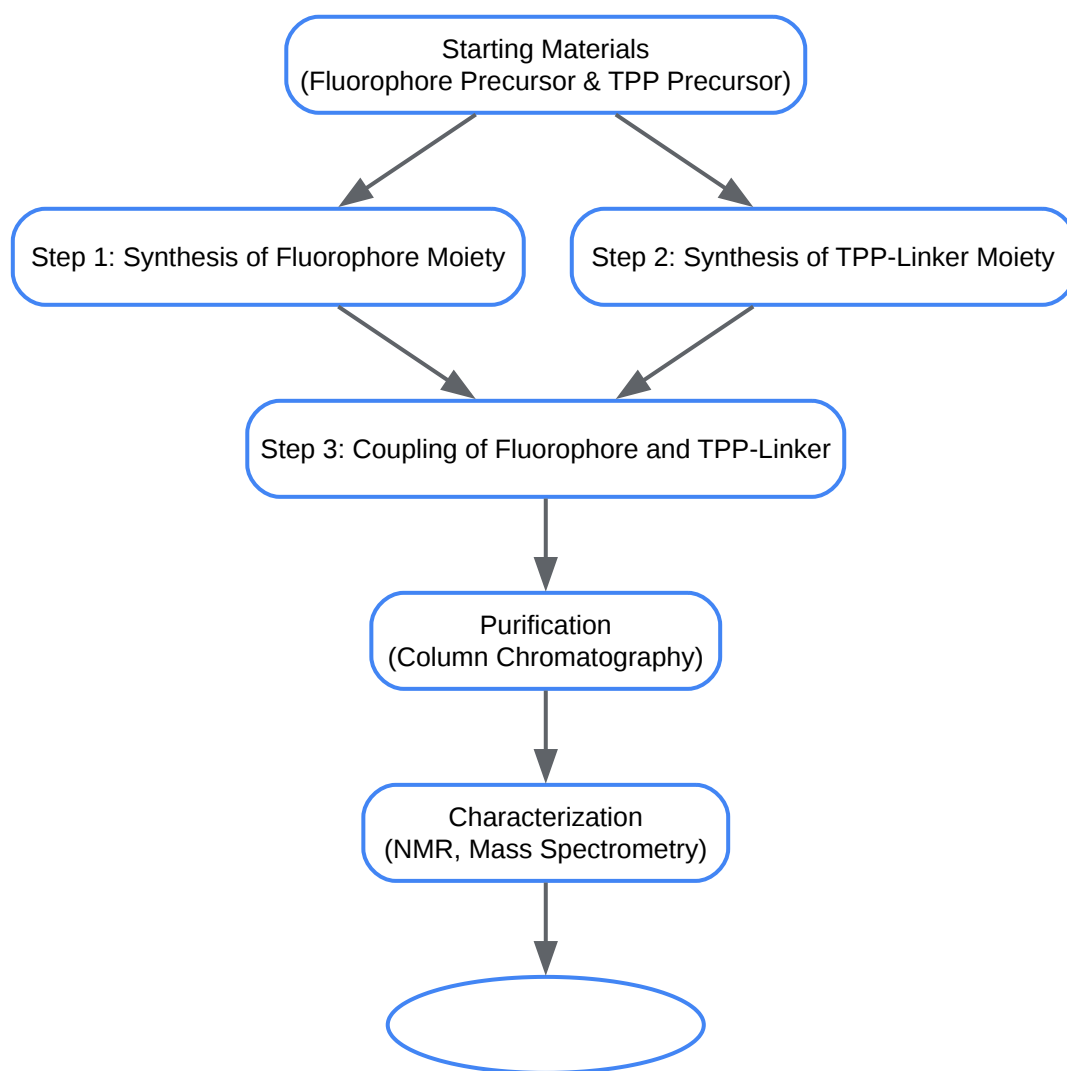 Starting Materials
(Fluorophore Precursor & TPP Precursor)
Step 1: Synthesis of Fluorophore Moiety
Step 2: Synthesis of TPP-Linker Moiety
Step 3: Coupling of Fluorophore and TPP-Linker
Purification
(Column Chromatography)
Characterization
(NMR, Mass Spectrometry)